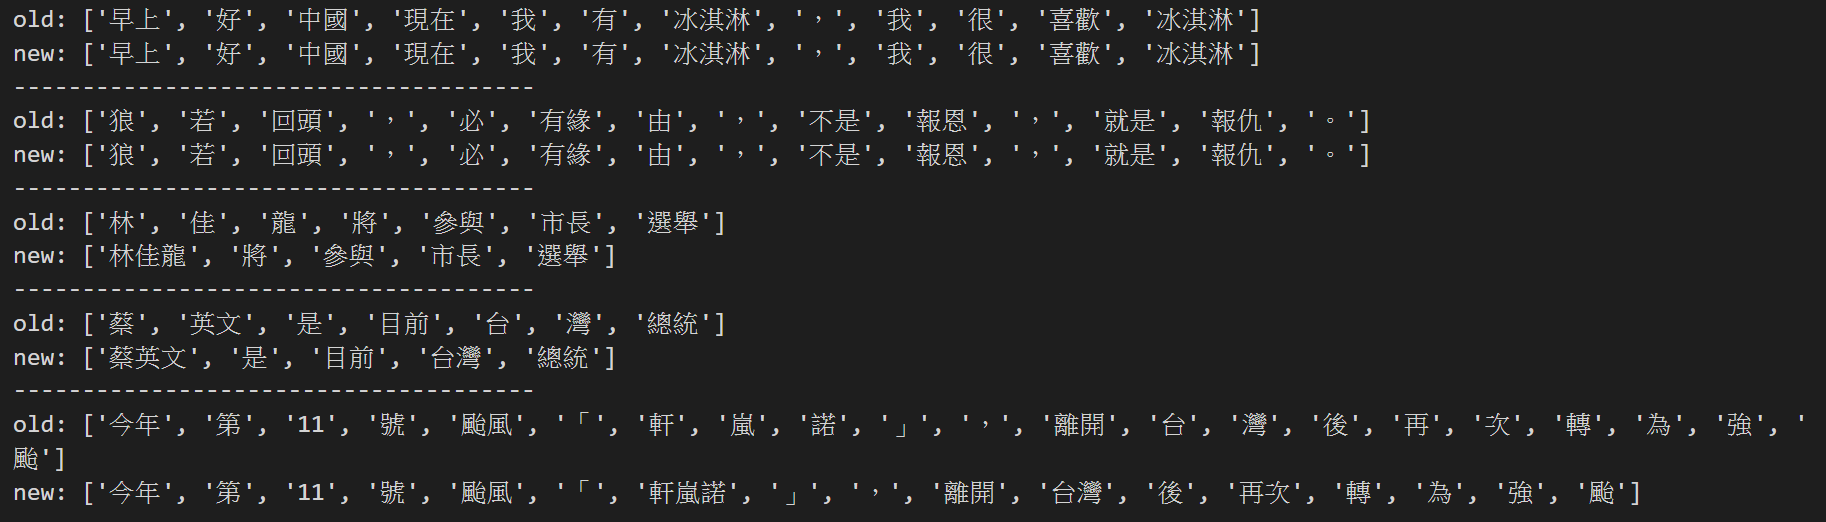 old: ['早上', '好', '中國', '現在', '我', '有', '冰淇淋', '，', '我', '很', '喜歡', '冰淇淋']
new: ['早上', '好', '中國', '現在', '我', '有', '冰淇淋', '，', '我', '很', '喜歡', '冰淇淋']
--------------------------------------
old: ['狼', '若', '回頭', '，', '必', '有緣', '由', '，', '不是', '報恩', '，', '就是', '報仇', '。']
new: ['狼', '若', '回頭', '，', '必', '有緣', '由', '，', '不是', '報恩', '，', '就是', '報仇', '。']
--------------------------------------
old: ['林', '佳', '龍', '將', '參與', '市長', '選舉']
new: ['林佳龍', '將', '參與', '市長', '選舉']
--------------------------------------
old: ['蔡', '英文', '是', '目前', '台', '灣', '總統']
new: ['蔡英文', '是', '目前', '台灣', '總統']
--------------------------------------
old: ['今年', '第', '11', '號', '颱風', '「', '軒', '嵐', '諾', '」', '，', '離開', '台', '灣', '後', '再', '次', '轉', '為', '強', '
颱']
new: ['今年', '第', '11', '號', '颱風', '「', '軒嵐諾', '」', '，', '離開', '台灣', '後', '再次', '轉', '為', '強', '颱']